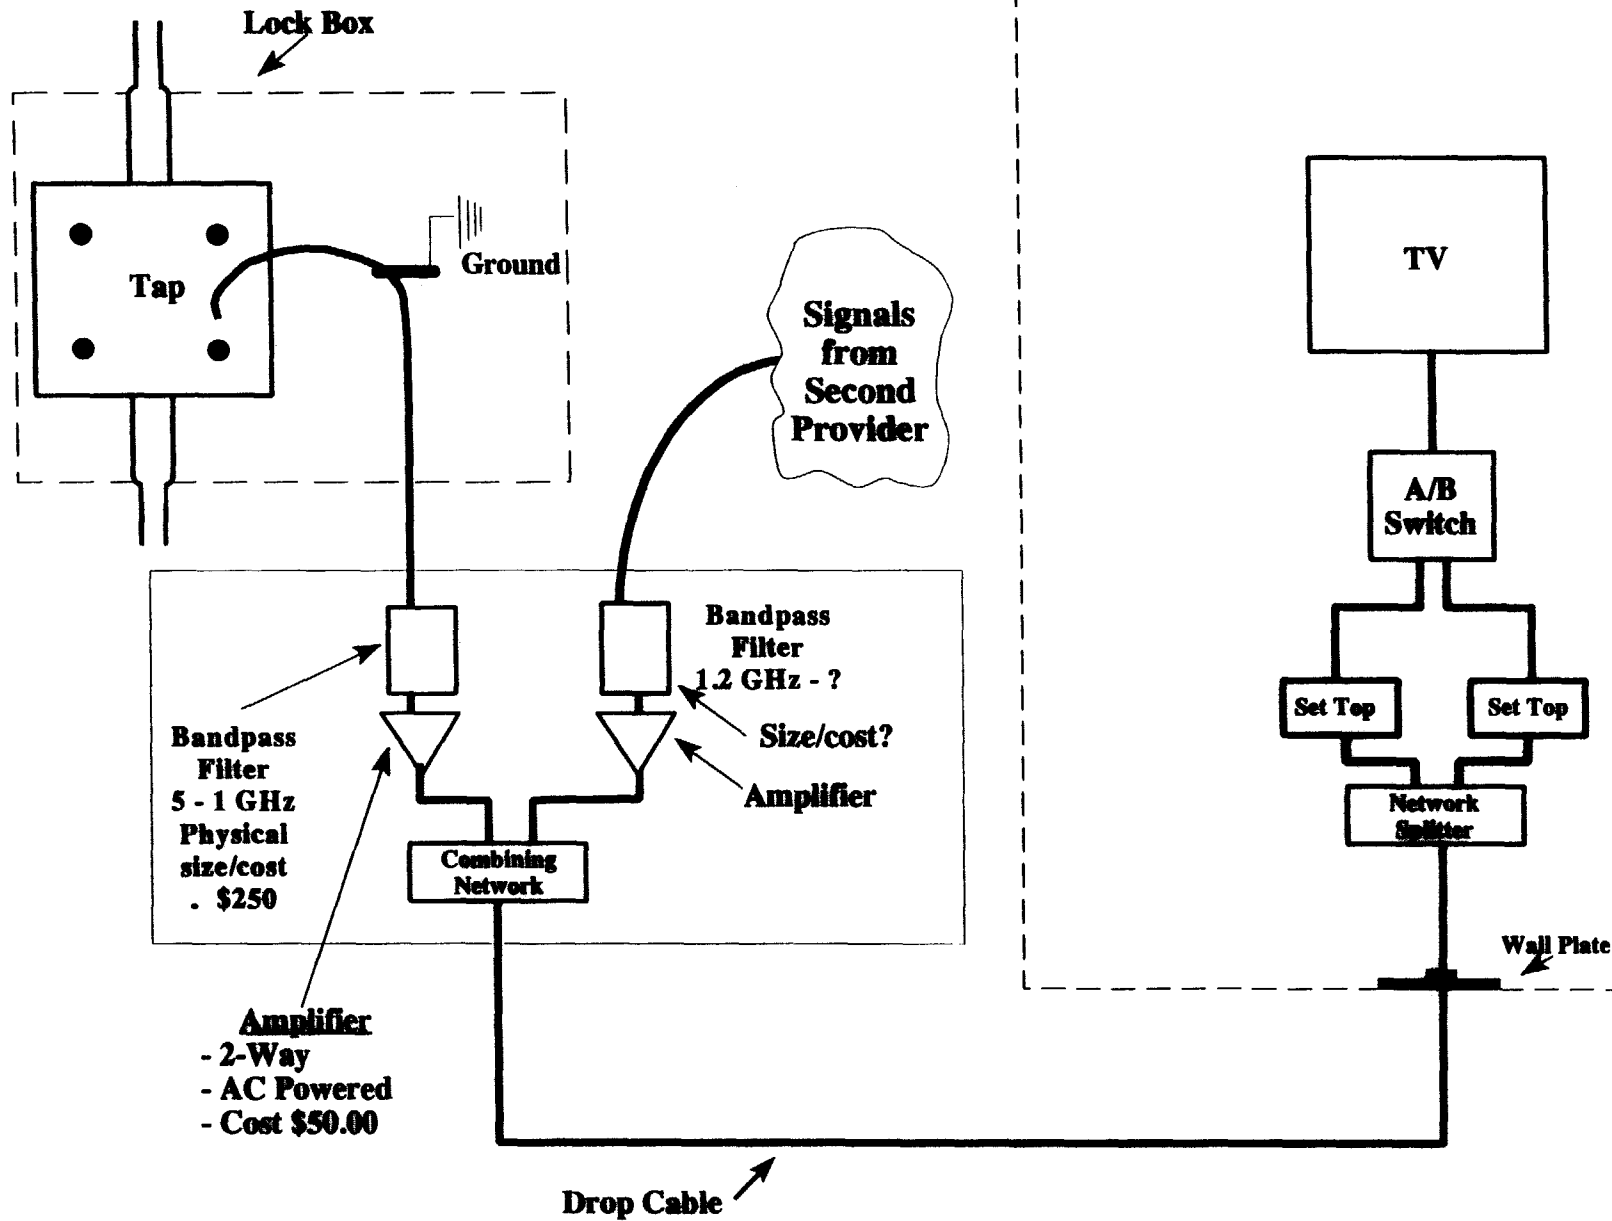 Lock Box
Tap
Ground
Signals
from
Second
Provider
TV
A/B
Switch
Set Top
Set Top
Network
Splitter
Wall Plate
Bandpass
Filter
1.2 GHz - ?
Size/cost?
Amplifier
Bandpass
Filter
5 - 1 GHz
Physical
size/cost
. $250
Combining
Network
Amplifier
- 2-Way
- AC Powered
- Cost $50.00
Drop Cable